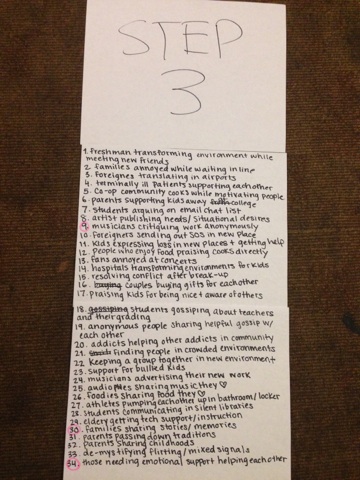 STEP
3
1. freshman transforming environment while
meeting new friends
2. families annoyed while waiting in line
3. foreignes translating in airports
4. terminally ill patients supporting each other
5. Co-op community cooks while motivating people
6. parents supporting kids away college
7. students arguing on email chat list
8. artist publishing needs/situational desires
9. musicians critiquing work anonymously
10. foreigners sending out SOS in new place
11. Kids expressing loss in new places + getting help
12. people who enjoy food praising cooks directly
13. fans annoyed at concerts
14. hospitals transforming environments for kids
15. resolving conflict after break-up
16. couples buying gifts for eachother
17. praising kids for being nice + aware of others
18. gossiping students gossiping about teachers
and their grading
19. anonymous people sharing helpful gossip w/
each other
20. addicts helping other addicts in community
21. finding people in crowded environments
22. keeping a group together in new environment
23. support for bullied kids
24. musicians advertising their new work
25. audiophiles sharing music they ♡
26. foodies sharing food they ♡
27. athletes pumping eachother up in bathroom/locker
28. students communicating in silent libraries
29. eldery getting tech support/instruction
30. families sharing stories/memories
31. parents passing down traditions
32. parents sharing childhoods
33. de-mystifying flirting/mixed signals
34. those needing emotional support helping eachother